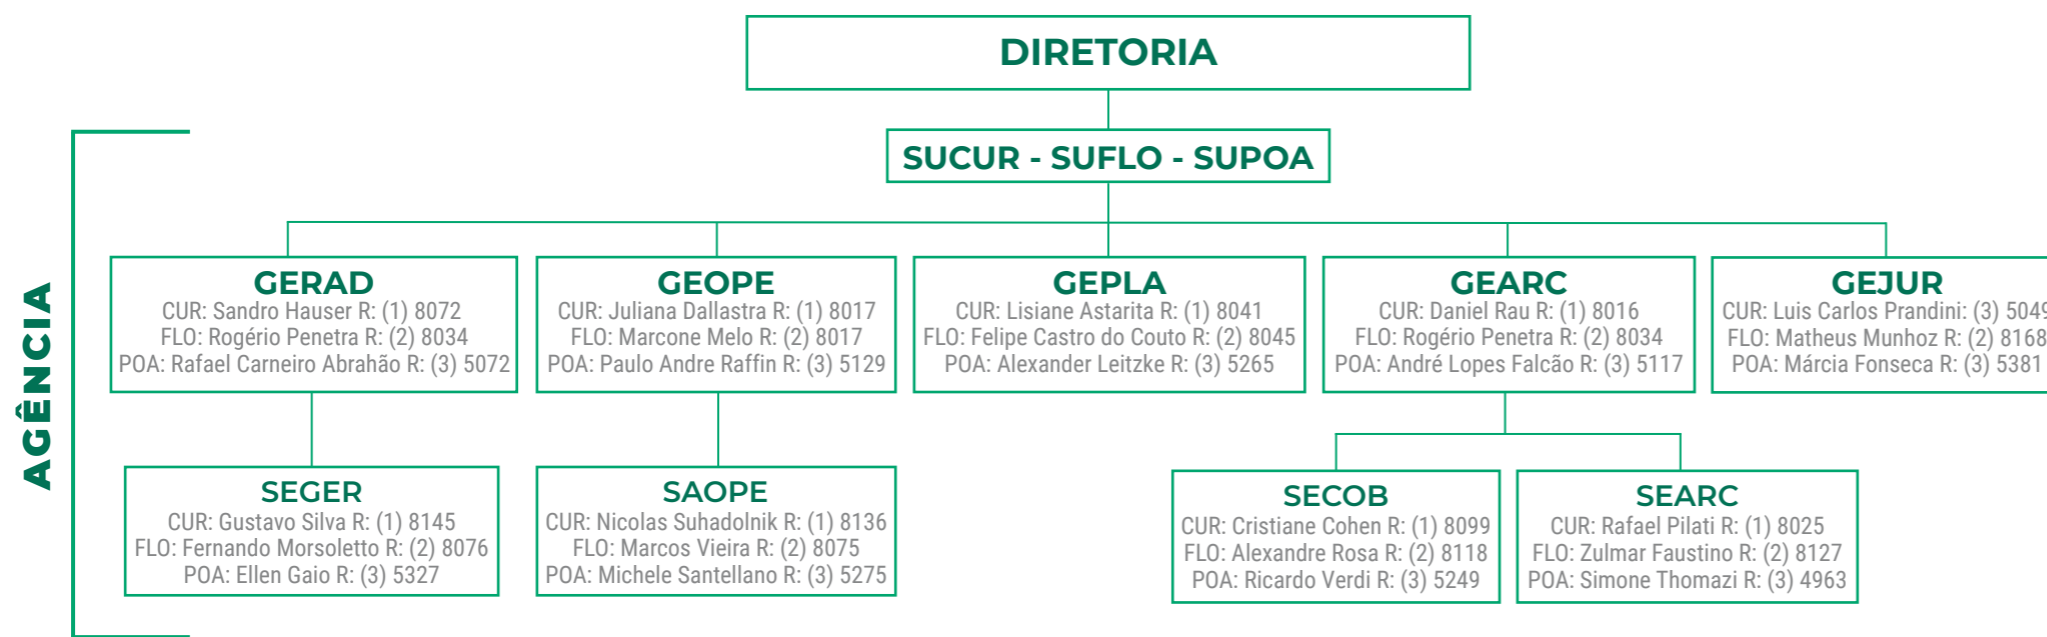 DIRETORIA
SUCUR - SUFLO - SUPOA
AGÊNCIA
GERAD
CUR: Sandro Hauser R: (1) 8072
FLO: Rogério Penetra R: (2) 8034
POA: Rafael Carneiro Abrahão R: (3) 5072
GEOPE
CUR: Juliana Dallastra R: (1) 8017
FLO: Marcone Melo R: (2) 8017
POA: Paulo Andre Raffin R: (3) 5129
GEPLA
CUR: Lisiane Astarita R: (1) 8041
FLO: Felipe Castro do Couto R: (2) 8045
POA: Alexander Leitzke R: (3) 5265
GEARC
CUR: Daniel Rau R: (1) 8016
FLO: Rogério Penetra R: (2) 8034
POA: André Lopes Falcão R: (3) 5117
GEJUR
CUR: Luis Carlos Prandini: (3) 5049
FLO: Matheus Munhoz R: (2) 8168
POA: Márcia Fonseca R: (3) 5381
SEGER
CUR: Gustavo Silva R: (1) 8145
FLO: Fernando Morsoletto R: (2) 8076
POA: Ellen Gaio R: (3) 5327
SAOPE
CUR: Nicolas Suhadolnik R: (1) 8136
FLO: Marcos Vieira R: (2) 8075
POA: Michele Santellano R: (3) 5275
SECOB
CUR: Cristiane Cohen R: (1) 8099
FLO: Alexandre Rosa R: (2) 8118
POA: Ricardo Verdi R: (3) 5249
SEARC
CUR: Rafael Pilati R: (1) 8025
FLO: Zulmar Faustino R: (2) 8127
POA: Simone Thomazi R: (3) 4963